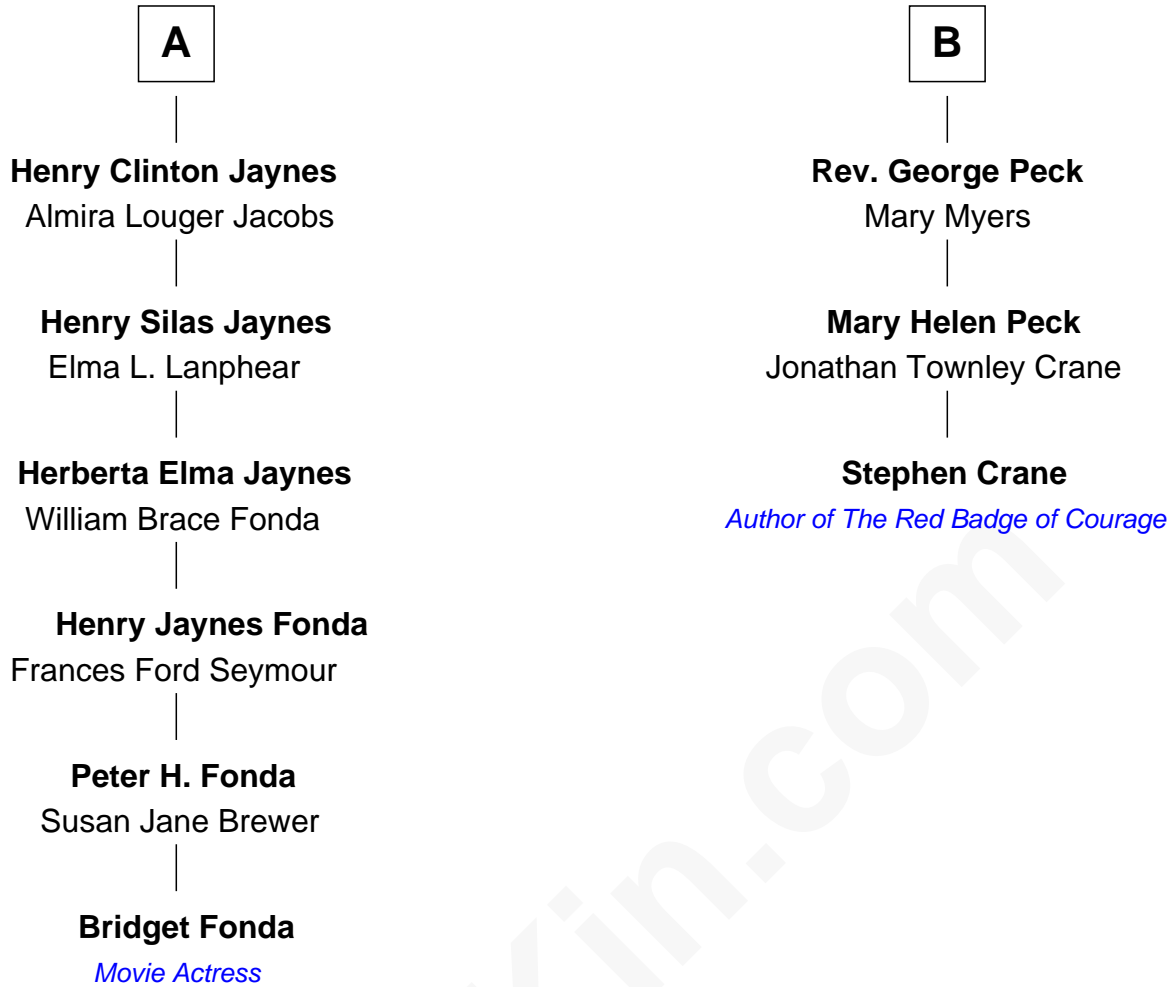 A
Henry Clinton Jaynes
Almira Louger Jacobs
Henry Silas Jaynes
Elma L. Lanphear
Herberta Elma Jaynes
William Brace Fonda
Henry Jaynes Fonda
Frances Ford Seymour
Peter H. Fonda
Susan Jane Brewer
Bridget Fonda
Movie Actress
B
Rev. George Peck
Mary Myers
Mary Helen Peck
Jonathan Townley Crane
Stephen Crane
Author of The Red Badge of Courage
Kin.com